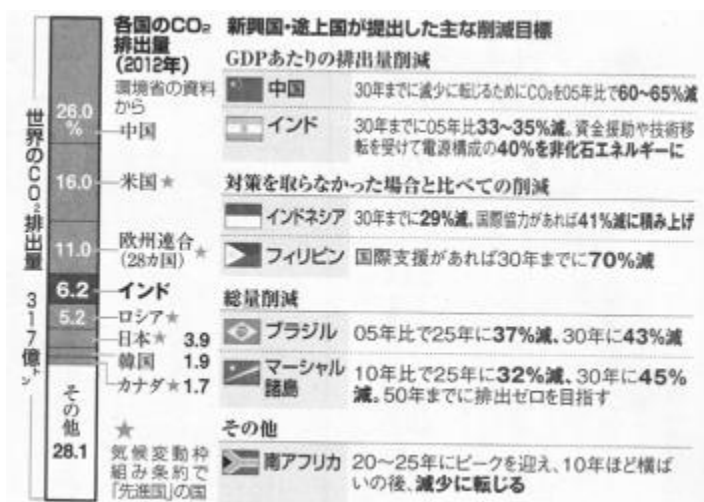 各国のCO₂
排出量
(2012年)
環境省の資料
から
世界のCO₂排出量 317億トン
26.0
%
中国
16.0
米国★
11.0
欧州連合★
(28カ国)
6.2
インド
5.2
ロシア★
日本★ 3.9
韓国 1.9
カナダ★1.7
その他
28.1
★
気候変動枠
組み条約で
「先進国」の国
新興国・途上国が提出した主な削減目標
GDPあたりの排出量削減
中国
30年までに減少に転じるためにCO₂を05年比で60〜65%減
インド
30年までに05年比33〜35%減。資金援助や技術移
転を受けて電源構成の40%を非化石エネルギーに
対策を取らなかった場合と比べての削減
インドネシア
30年までに29%減。国際協力があれば41%減に積み上げ
フィリピン
国際支援があれば30年までに70%減
総量削減
ブラジル
05年比で25年に37%減、30年に43%減
マーシャル
諸島
10年比で25年に32%減、30年に45%
減。50年までに排出ゼロを目指す
その他
南アフリカ
20〜25年にピークを迎え、10年ほど横ば
いの後、減少に転じる